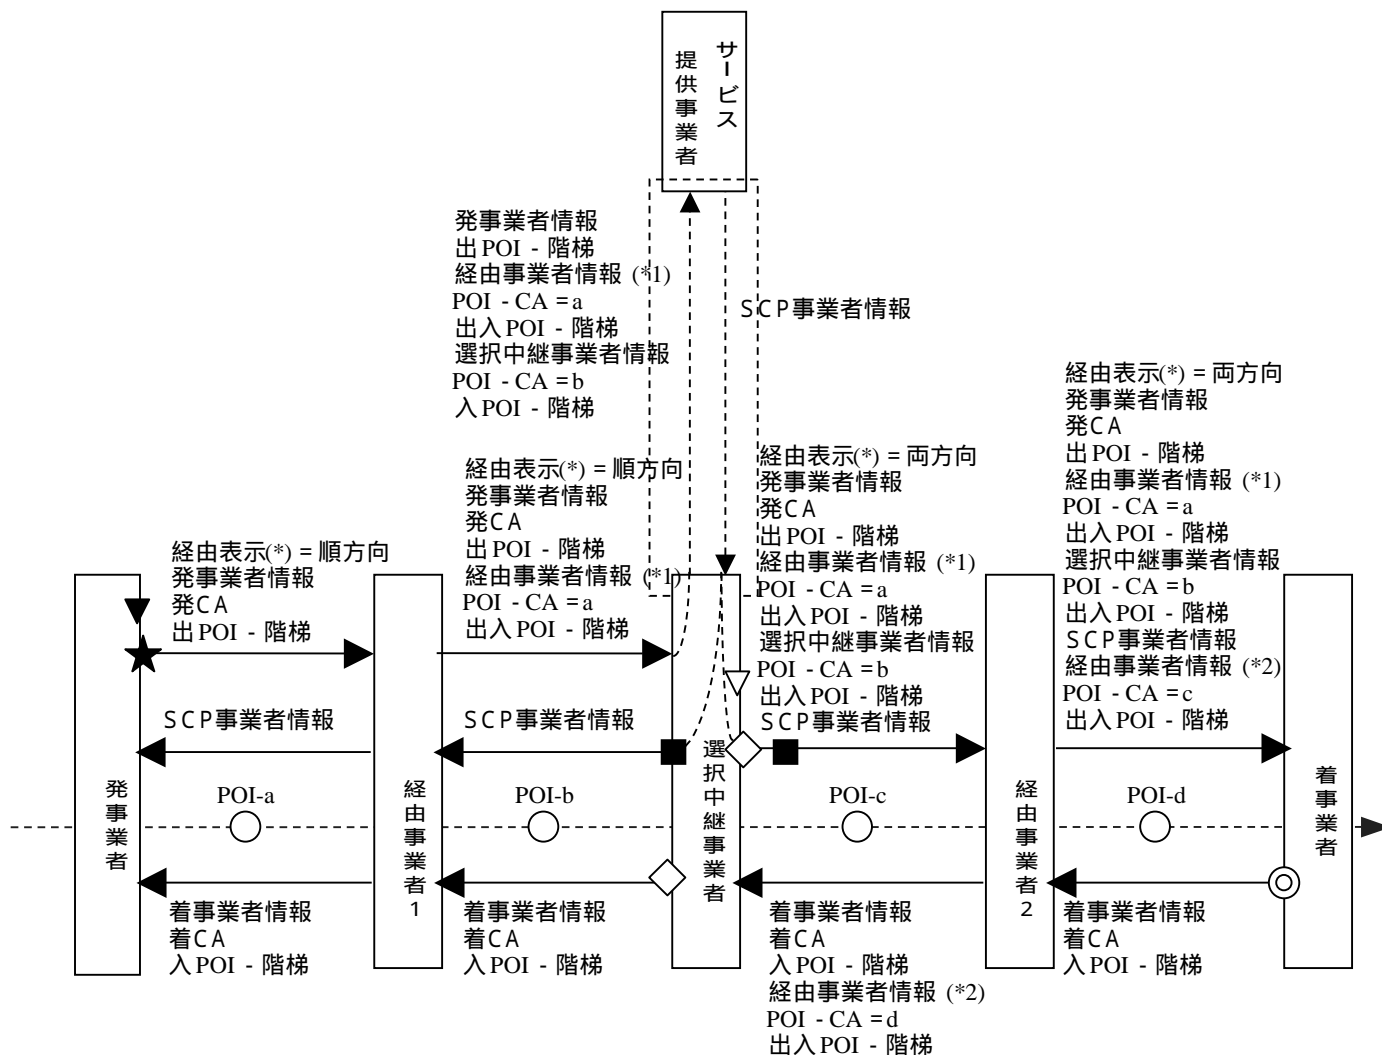 サービス
提供事業者
発事業者情報
出POI - 階梯
経由事業者情報 (*1)
POI - CA =a
出入POI - 階梯
選択中継事業者情報
POI - CA =b
入POI - 階梯
SCP事業者情報
経由表示(*) = 順方向
発事業者情報
発CA
出POI - 階梯
経由表示(*) = 順方向
発事業者情報
発CA
出POI - 階梯
経由事業者情報 (*1)
POI - CA =a
出入POI - 階梯
経由表示(*) = 両方向
発事業者情報
発CA
出POI - 階梯
経由事業者情報 (*1)
POI - CA =a
出入POI - 階梯
選択中継事業者情報
POI - CA =b
出入POI - 階梯
SCP事業者情報
経由表示(*) = 両方向
発事業者情報
発CA
出POI - 階梯
経由事業者情報 (*1)
POI - CA =a
出入POI - 階梯
選択中継事業者情報
POI - CA =b
出入POI - 階梯
SCP事業者情報
経由事業者情報 (*2)
POI - CA =c
出入POI - 階梯
SCP事業者情報
SCP事業者情報
発事業者
POI-a
経由事業者1
POI-b
選択中継事業者
POI-c
経由事業者2
POI-d
着事業者
着事業者情報
着CA
入POI - 階梯
着事業者情報
着CA
入POI - 階梯
着事業者情報
着CA
入POI - 階梯
経由事業者情報 (*2)
POI - CA =d
出入POI - 階梯
着事業者情報
着CA
入POI - 階梯